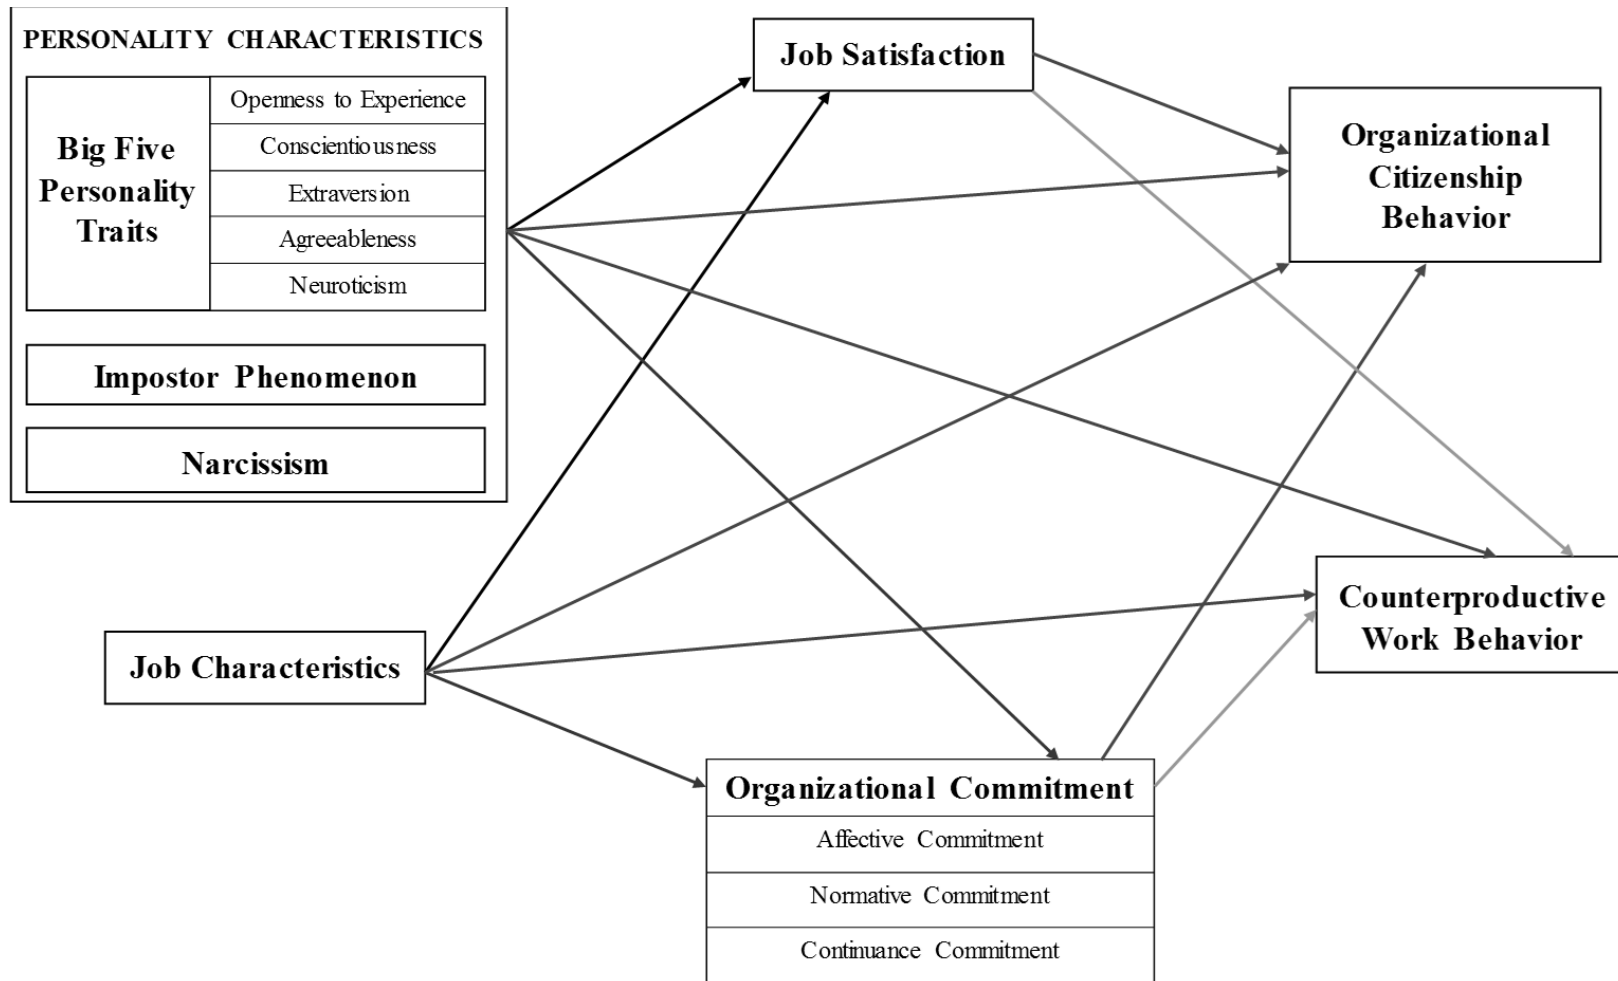 PERSONALITY CHARACTERISTICS
Big Five
Personality
Traits
Openness to Experience
Conscientiousness
Extraversion
Agreeableness
Neuroticism
Impostor Phenomenon
Narcissism
Job Satisfaction
Organizational
Citizenship
Behavior
Counterproductive
Work Behavior
Job Characteristics
Organizational Commitment
Affective Commitment
Normative Commitment
Continuance Commitment